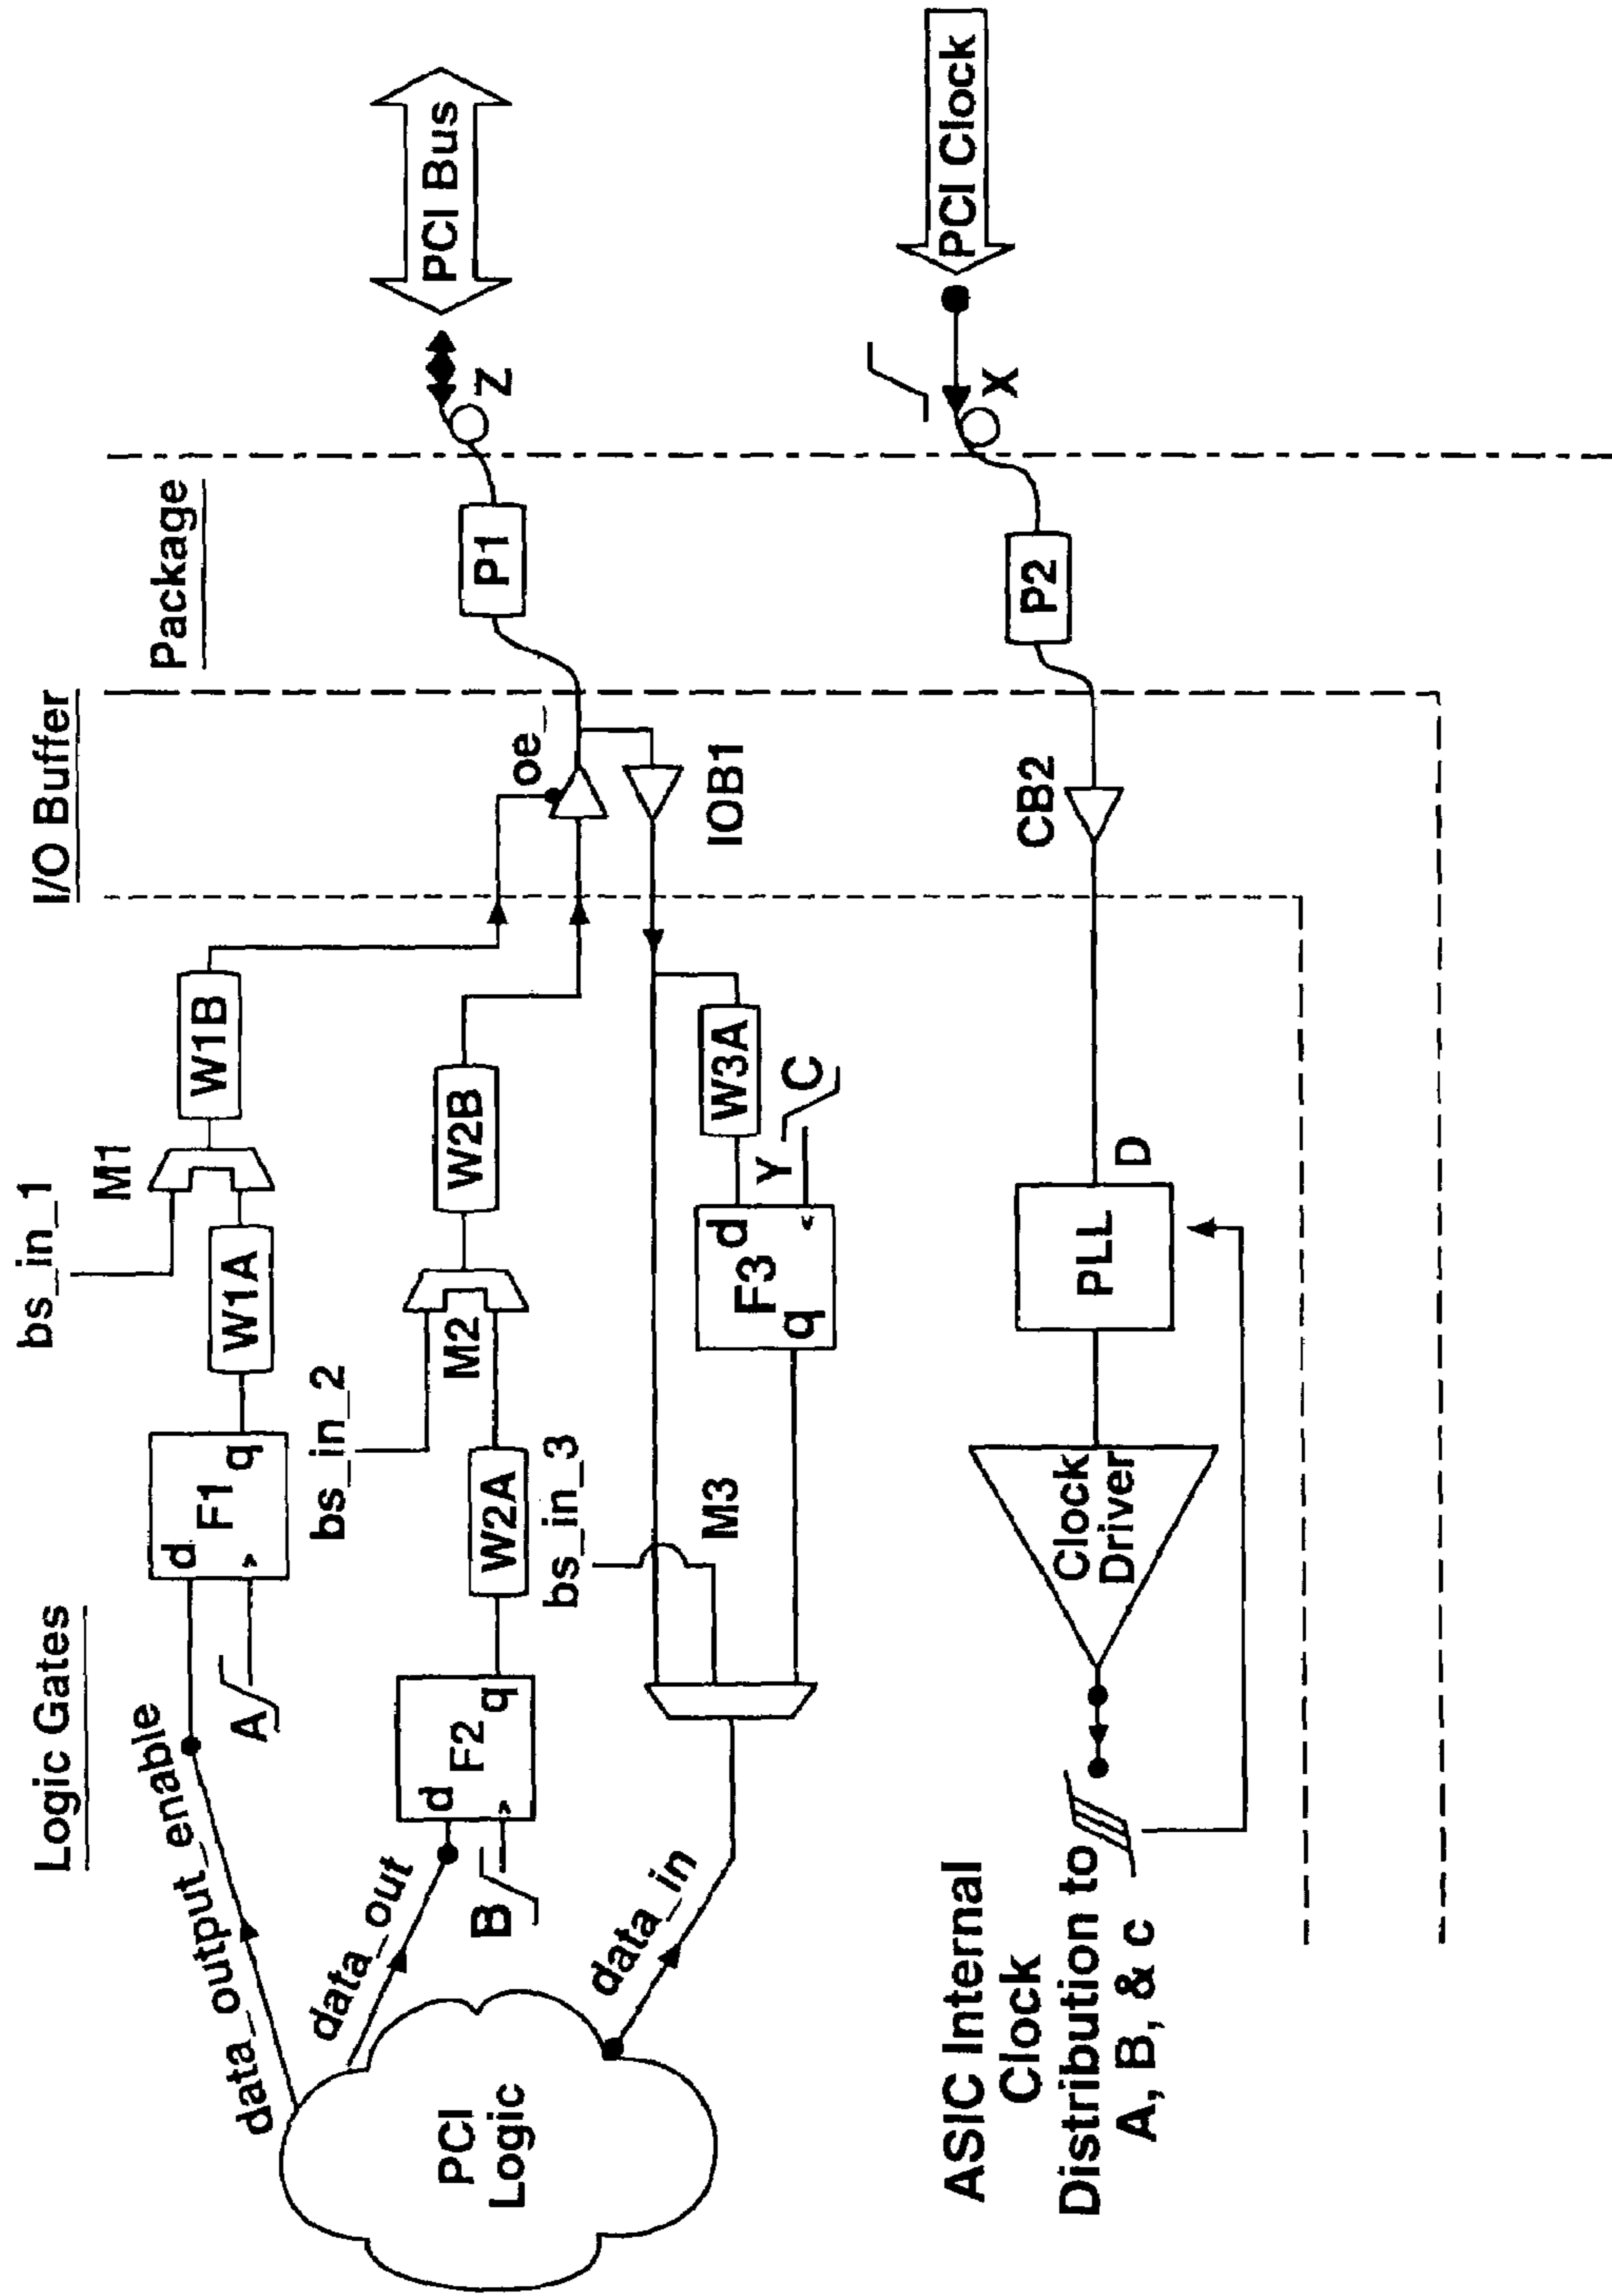 Logic Gates
I/O Buffer
Package
bs_in_1
M1
data_output_enable
d
F1
q
A
W1A
W1B
bs_in_2
M2
data_out
d
F2
q
B
W2A
W2B
oe_
P1
Z
PCI Bus
PCI
Logic
bs_in_3
data_in
M3
F3
d
q
Y
C
W3A
IOB1
ASIC Internal
Clock
Distribution to
A, B, & c
Clock
Driver
PLL
D
CB2
P2
X
PCI Clock